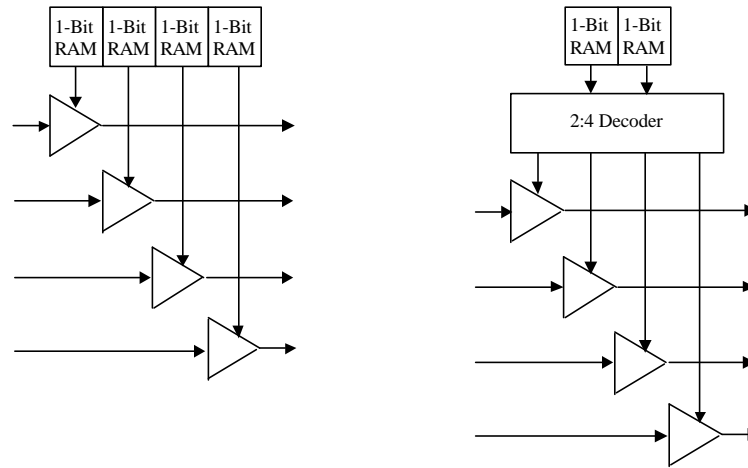 1-Bit 1-Bit 1-Bit 1-Bit
RAM RAM RAM RAM
1-Bit 1-Bit
RAM RAM
2:4 Decoder